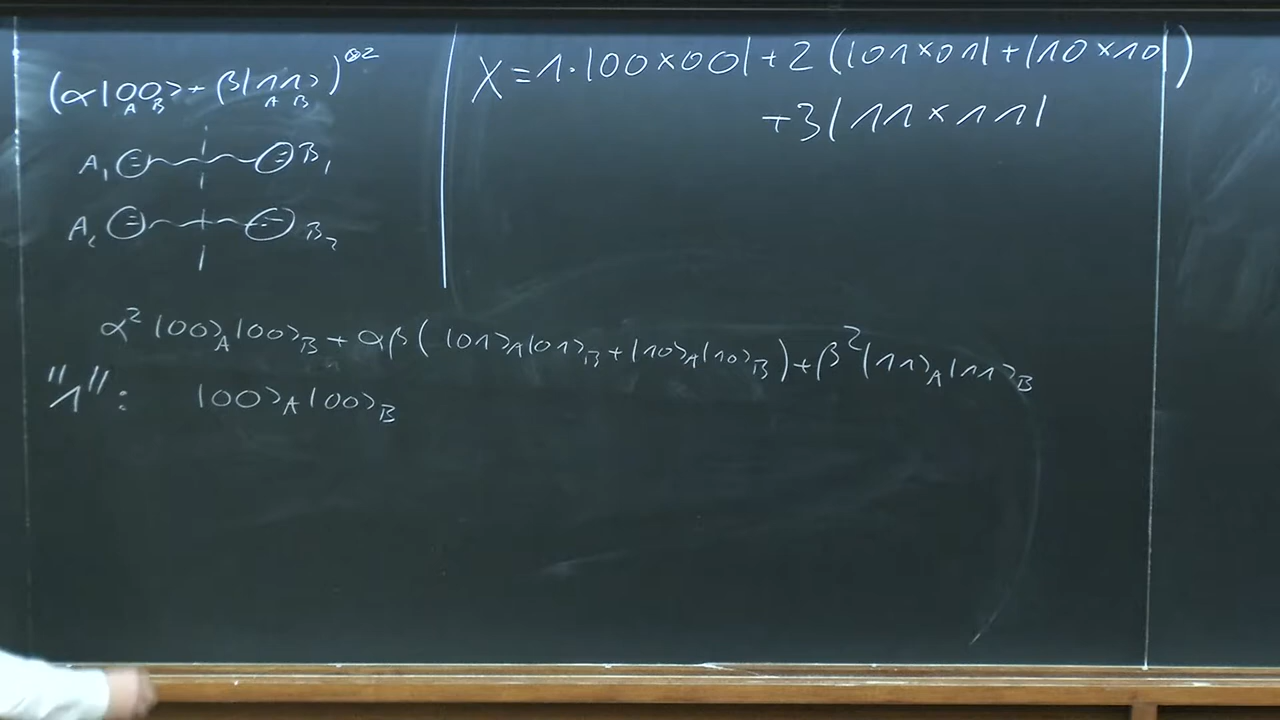 (α|00⟩+β|11⟩)^⊗2
A B A B
A₁ B₁
A₂ B₂
X=1·|00×00|+2(|01×01|+|10×10|)
+3|11×11|
α²|00⟩_A|00⟩_B+αβ(|01⟩_A|01⟩_B+|10⟩_A|10⟩_B)+β²|11⟩_A|11⟩_B
"1": |00⟩_A|00⟩_B